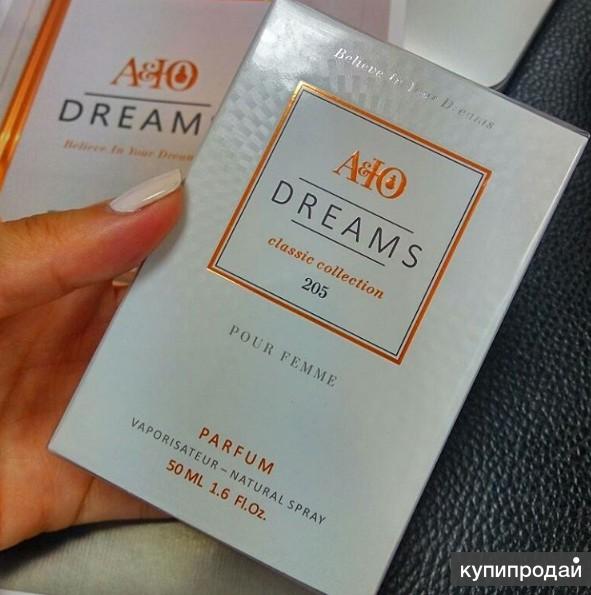 А&Ю
DREAMS
Believe In Your Dreams
Believe in Your Dreams
А&Ю
DREAMS
classic collection
205
POUR FEMME
PARFUM
VAPORISATEUR – NATURAL SPRAY
50 ML 1.6 Fl.Oz.
купипродай